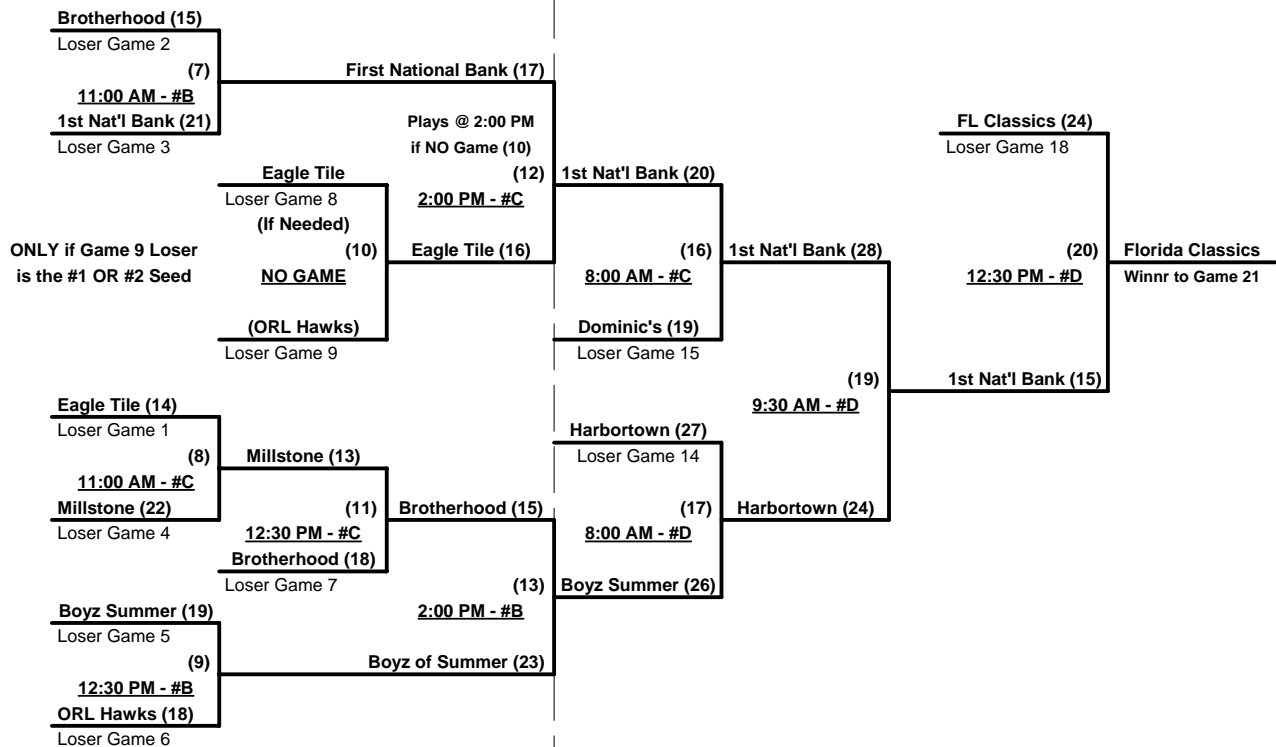 Brotherhood (15)
Loser Game 2
(7)
11:00 AM - #B
1st Nat'l Bank (21)
Loser Game 3
First National Bank (17)
Plays @ 2:00 PM
if NO Game (10)
(12)
2:00 PM - #C
Eagle Tile
Loser Game 8
(If Needed)
(10)
NO GAME
(ORL Hawks)
Loser Game 9
ONLY if Game 9 Loser
is the #1 OR #2 Seed
Eagle Tile (16)
1st Nat'l Bank (20)
(16)
8:00 AM - #C
Dominic's (19)
Loser Game 15
1st Nat'l Bank (28)
FL Classics (24)
Loser Game 18
(20)
12:30 PM - #D
Florida Classics
Winnr to Game 21
(19)
9:30 AM - #D
1st Nat'l Bank (15)
Eagle Tile (14)
Loser Game 1
(8)
11:00 AM - #C
Millstone (22)
Loser Game 4
Millstone (13)
(11)
12:30 PM - #C
Brotherhood (18)
Loser Game 7
Brotherhood (15)
(13)
2:00 PM - #B
Harbortown (27)
Loser Game 14
(17)
8:00 AM - #D
Boyz Summer (26)
Harbortown (24)
Boyz Summer (19)
Loser Game 5
(9)
12:30 PM - #B
ORL Hawks (18)
Loser Game 6
Boyz of Summer (23)